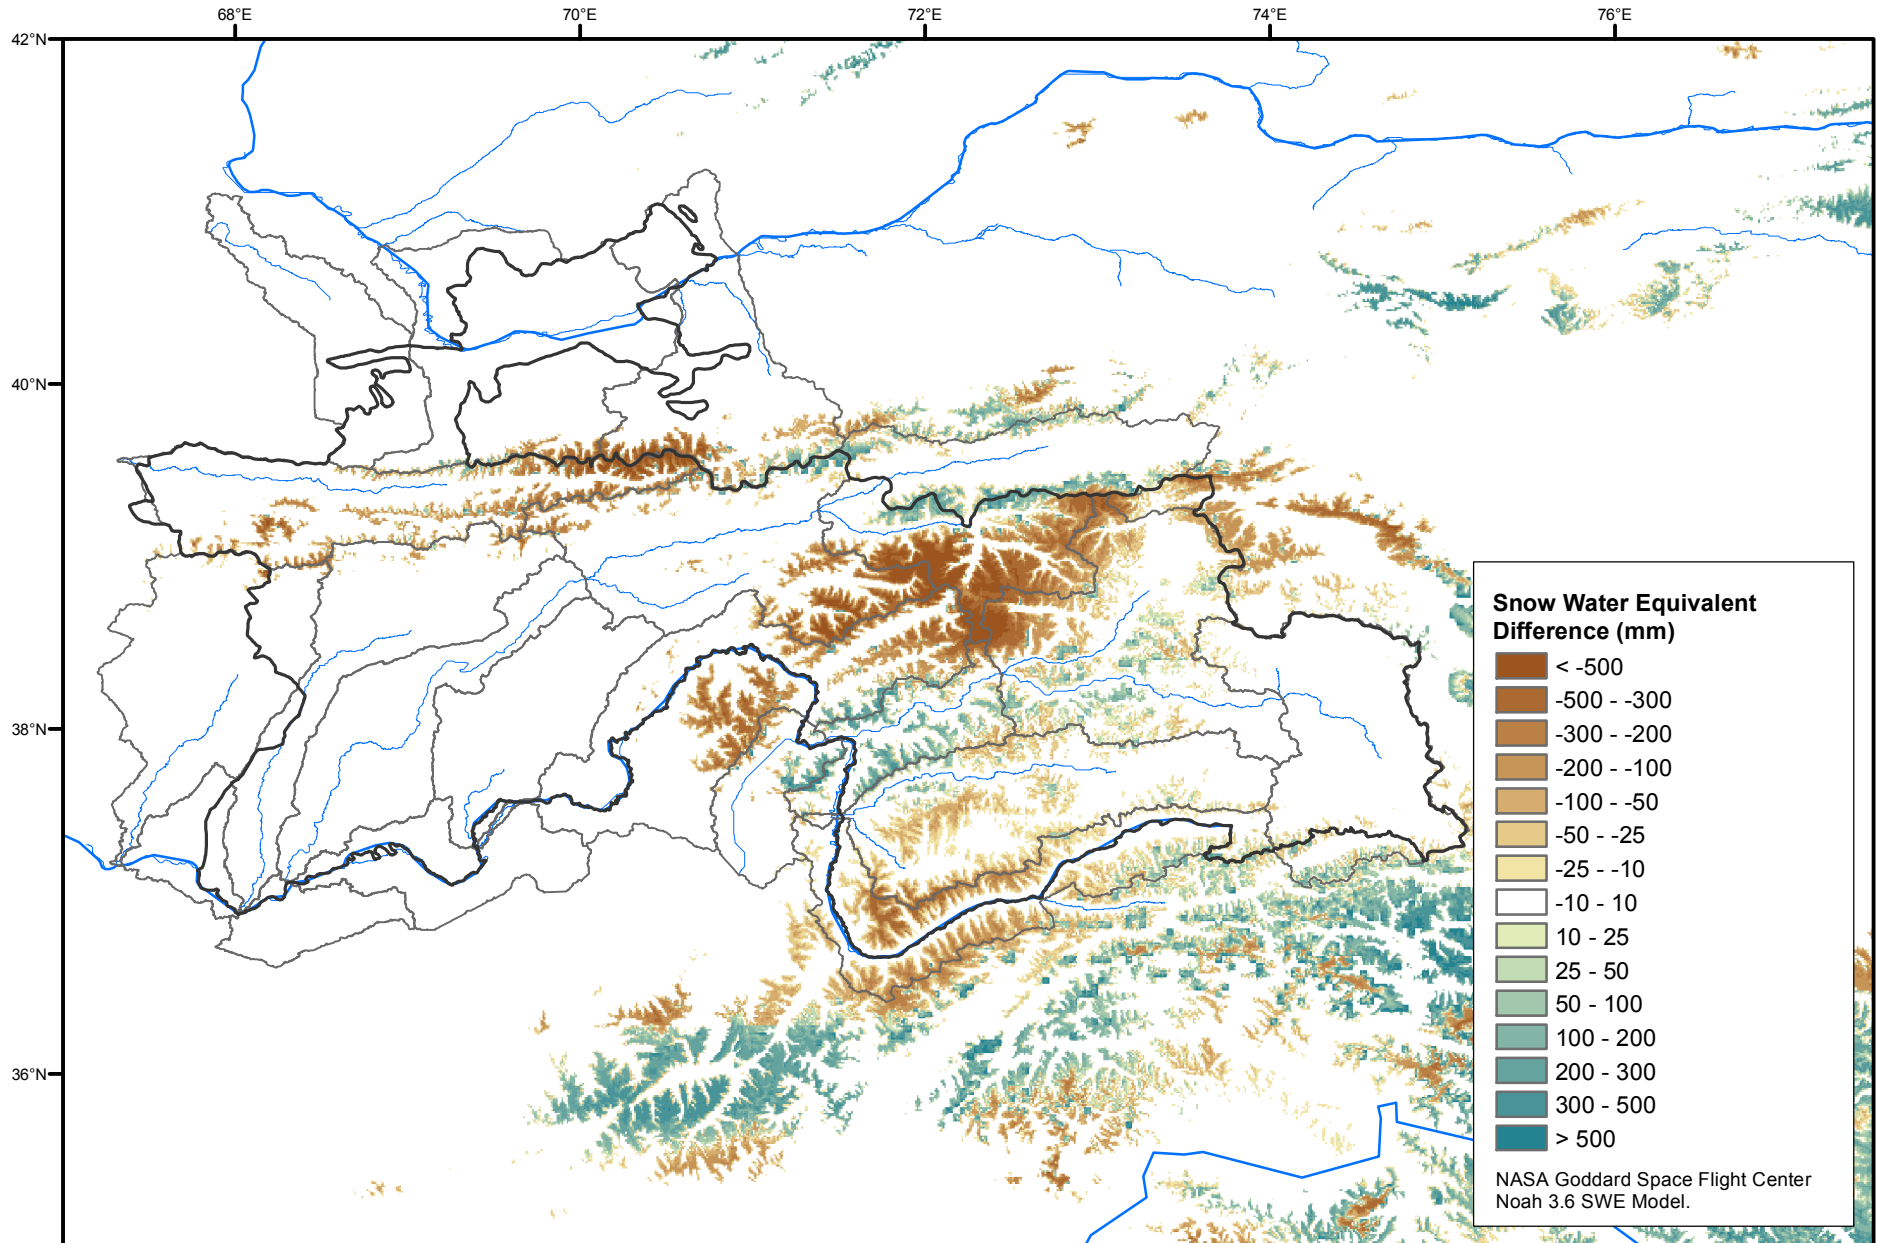 68°E 70°E 72°E 74°E 76°E
42°N
40°N
38°N
36°N
Snow Water Equivalent
Difference (mm)
< -500
-500 - -300
-300 - -200
-200 - -100
-100 - -50
-50 - -25
-25 - -10
-10 - 10
10 - 25
25 - 50
50 - 100
100 - 200
200 - 300
300 - 500
> 500
NASA Goddard Space Flight Center
Noah 3.6 SWE Model.